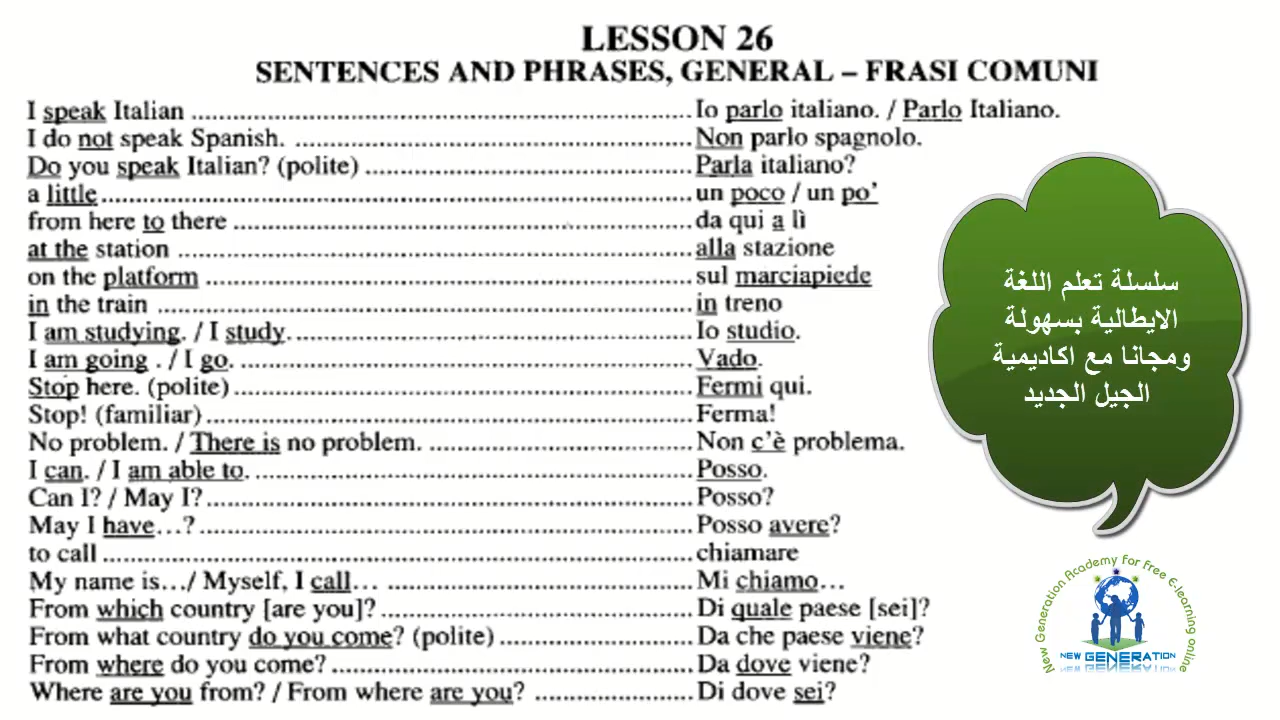 LESSON 26
SENTENCES AND PHRASES, GENERAL – FRASI COMUNI
I speak Italian ........ Io parlo italiano. / Parlo Italiano.
I do not speak Spanish. ........ Non parlo spagnolo.
Do you speak Italian? (polite) ........ Parla italiano?
a little ........ un poco / un po’
from here to there ........ da qui a lì
at the station ........ alla stazione
on the platform ........ sul marciapiede
in the train ........ in treno
I am studying. / I study. ........ Io studio.
I am going . / I go. ........ Vado.
Stop here. (polite) ........ Fermi qui.
Stop! (familiar) ........ Ferma!
No problem. / There is no problem. ........ Non c’è problema.
I can. / I am able to. ........ Posso.
Can I? / May I? ........ Posso?
May I have…? ........ Posso avere?
to call ........ chiamare
My name is…/ Myself, I call... ........ Mi chiamo…
From which country [are you]? ........ Di quale paese [sei]?
From what country do you come? (polite) ........ Da che paese viene?
From where do you come? ........ Da dove viene?
Where are you from? / From where are you? ........ Di dove sei?
سلسلة تعلم اللغة
الايطالية بسهولة
ومجانا مع اكاديمية
الجيل الجديد
New Generation Academy for Free E-learning online
NEW GENERATION